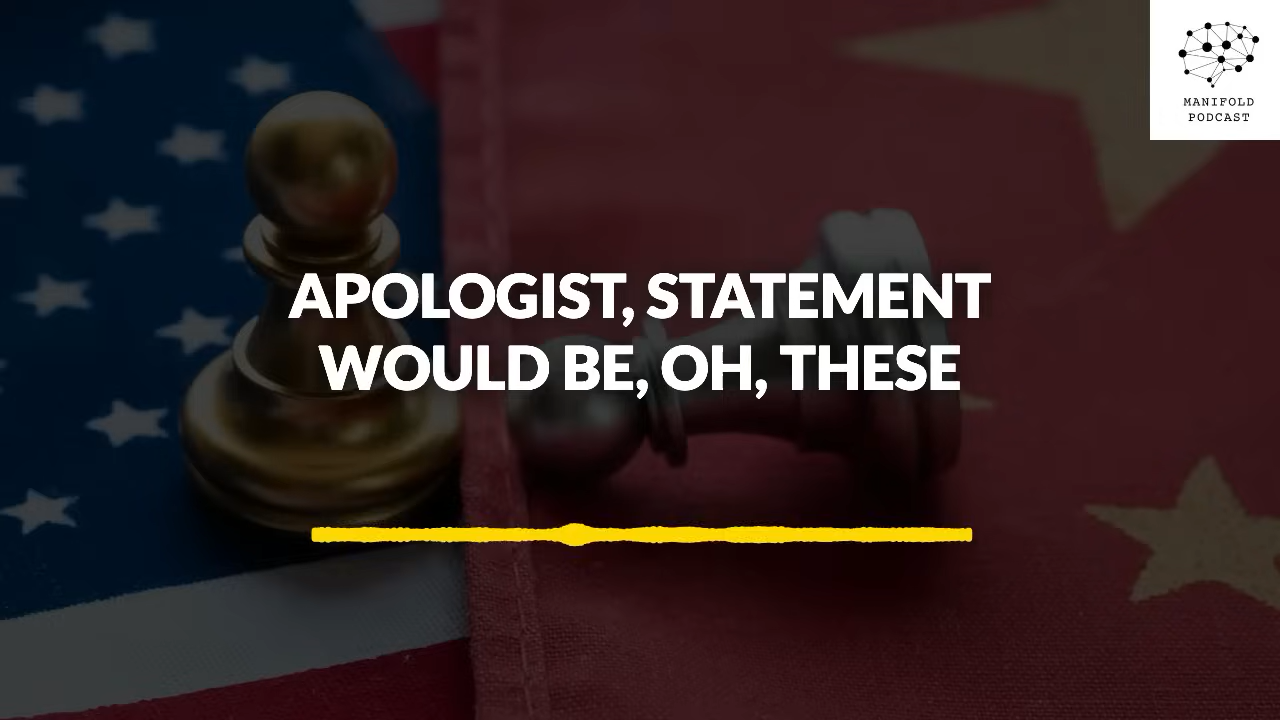 MANIFOLD
PODCAST
APOLOGIST, STATEMENT
WOULD BE, OH, THESE